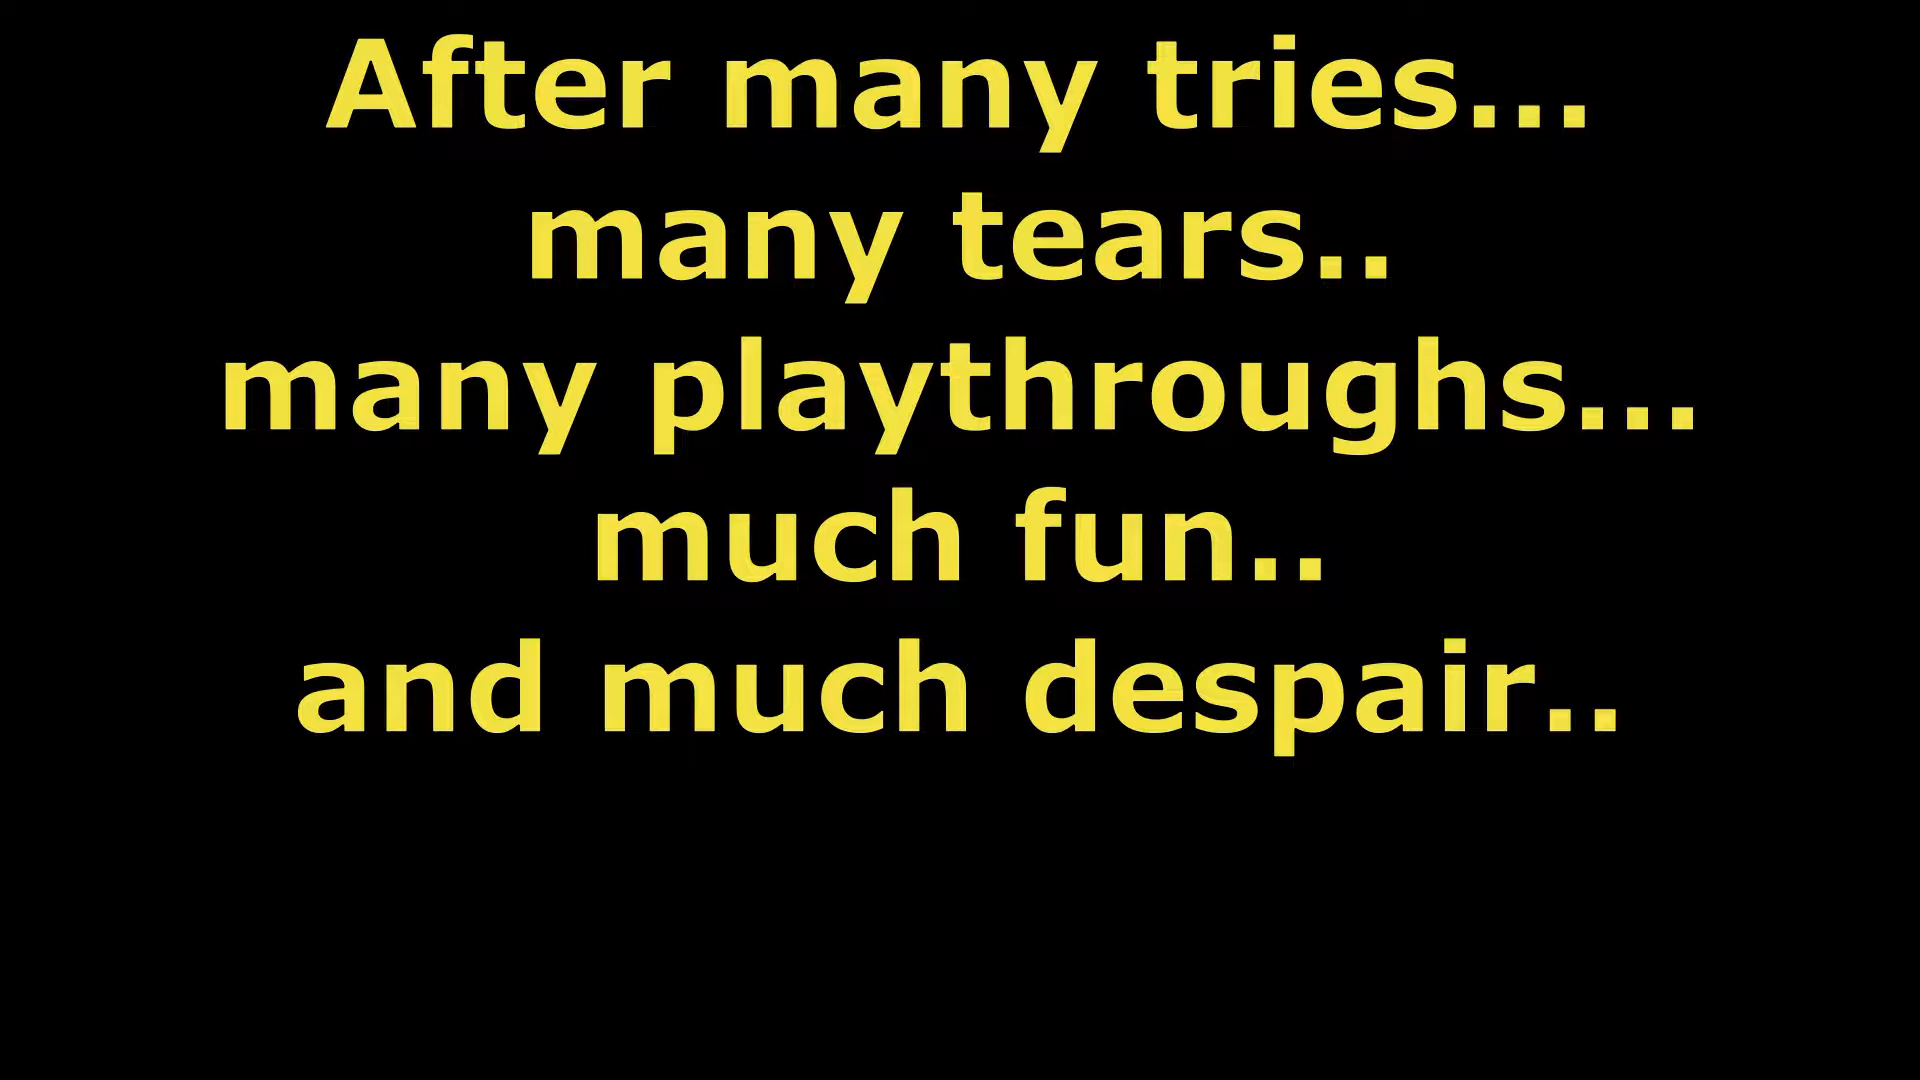 After many tries...
many tears..
many playthroughs...
much fun..
and much despair..